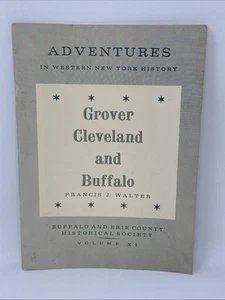 ADVENTURES
IN WESTERN NEW YORK HISTORY
Grover
Cleveland
and
Buffalo
FRANCIS J. WALTER
BUFFALO AND ERIE COUNTY
HISTORICAL SOCIETY
VOLUME XI